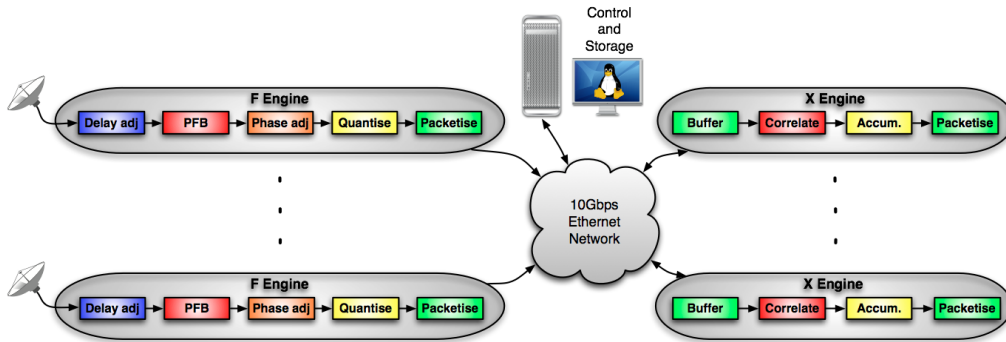 Control
and
Storage
F Engine
Delay adj
PFB
Phase adj
Quantise
Packetise
X Engine
Buffer
Correlate
Accum.
Packetise
10Gbps
Ethernet
Network
F Engine
Delay adj
PFB
Phase adj
Quantise
Packetise
X Engine
Buffer
Correlate
Accum.
Packetise